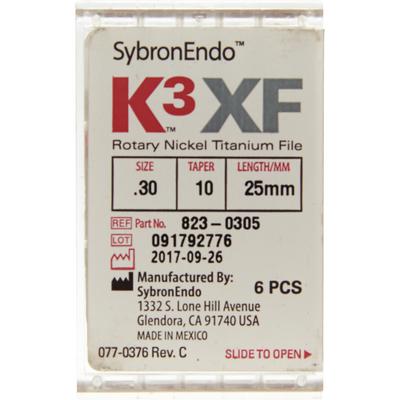 SybronEndo™
K3™ XF
Rotary Nickel Titanium File
SIZE TAPER LENGTH/MM
.30 10 25mm
REF Part No. 823-0305
LOT 091792776
2017-09-26
Manufactured By:
SybronEndo 6 PCS
1332 S. Lone Hill Avenue
Glendora, CA 91740 USA
MADE IN MEXICO
077-0376 Rev. C SLIDE TO OPEN